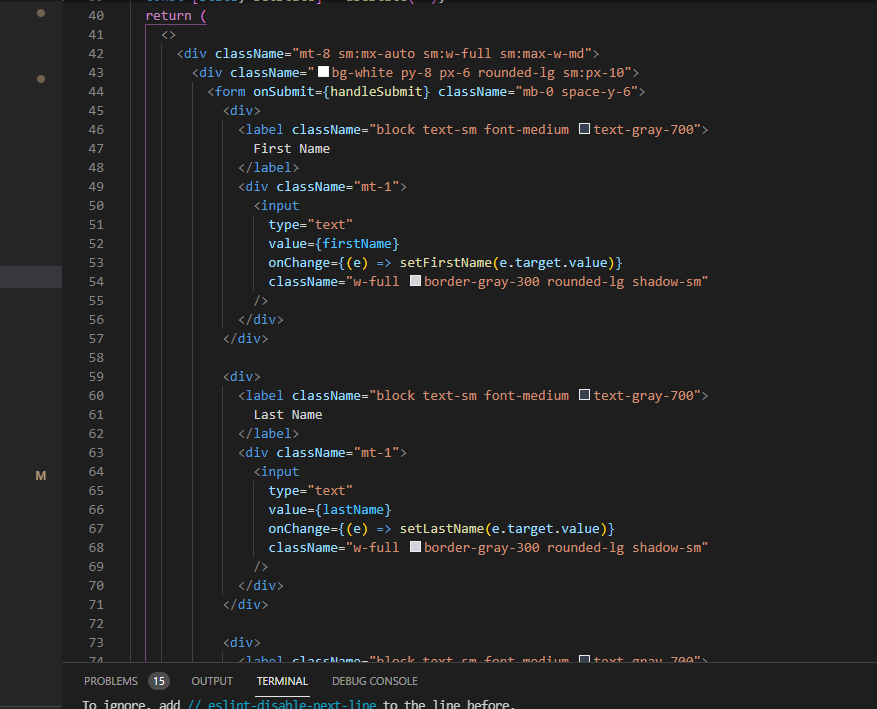 40 return (
41 <>
42 <div className="mt-8 sm:mx-auto sm:w-full sm:max-w-md">
43 <div className="bg-white py-8 px-6 rounded-lg sm:px-10">
44 <form onSubmit={handleSubmit} className="mb-0 space-y-6">
45 <div>
46 <label className="block text-sm font-medium text-gray-700">
47 First Name
48 </label>
49 <div className="mt-1">
50 <input
51 type="text"
52 value={firstName}
53 onChange={(e) => setFirstName(e.target.value)}
54 className="w-full border-gray-300 rounded-lg shadow-sm"
55 />
56 </div>
57 </div>
58
59 <div>
60 <label className="block text-sm font-medium text-gray-700">
61 Last Name
62 </label>
63 <div className="mt-1">
64 <input
65 type="text"
66 value={lastName}
67 onChange={(e) => setLastName(e.target.value)}
M
68 className="w-full border-gray-300 rounded-lg shadow-sm"
69 />
70 </div>
71 </div>
72
73 <div>
74 <label className="block text-sm font-medium text-gray-700">
PROBLEMS 15 OUTPUT TERMINAL DEBUG CONSOLE
To ignore, add // eslint-disable-next-line to the line before.